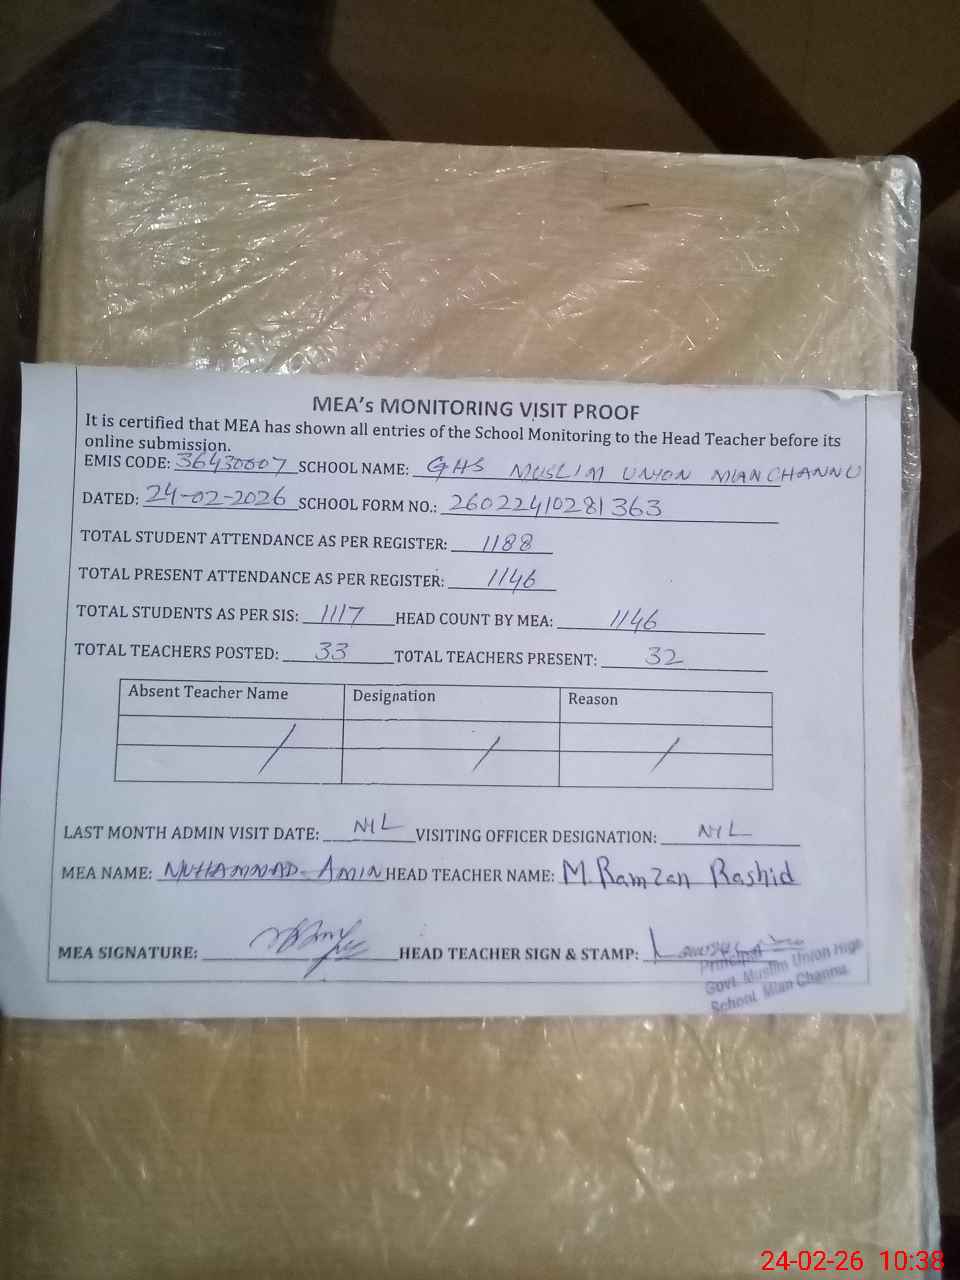 MEA's MONITORING VISIT PROOF
It is certified that MEA has shown all entries of the School Monitoring to the Head Teacher before its
online submission.
EMIS CODE: 36430007 SCHOOL NAME: GHS MUSLIM UNION MIANCHANNU
DATED: 24-02-2026 SCHOOL FORM NO.: 26022410281363
TOTAL STUDENT ATTENDANCE AS PER REGISTER: 1188
TOTAL PRESENT ATTENDANCE AS PER REGISTER: 1146
TOTAL STUDENTS AS PER SIS: 1117 HEAD COUNT BY MEA: 1146
TOTAL TEACHERS POSTED: 33 TOTAL TEACHERS PRESENT: 32
Absent Teacher Name Designation Reason
/ / /
LAST MONTH ADMIN VISIT DATE: NIL VISITING OFFICER DESIGNATION: NIL
MEA NAME: MUHAMMAD AMIN HEAD TEACHER NAME: M.Ramzan Rashid
MEA SIGNATURE: HEAD TEACHER SIGN & STAMP:
Principal
Govt. Muslim Union High
School, Mian Channu
24-02-26 10:38